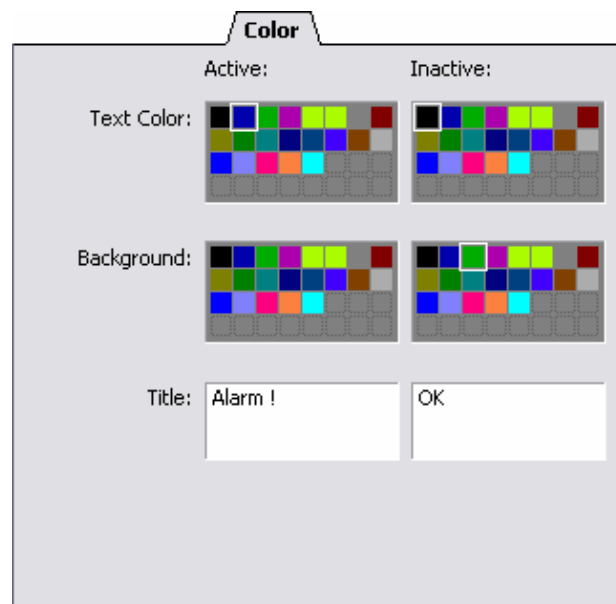 Color
Active: Inactive:
Text Color:
Background:
Title: Alarm ! OK